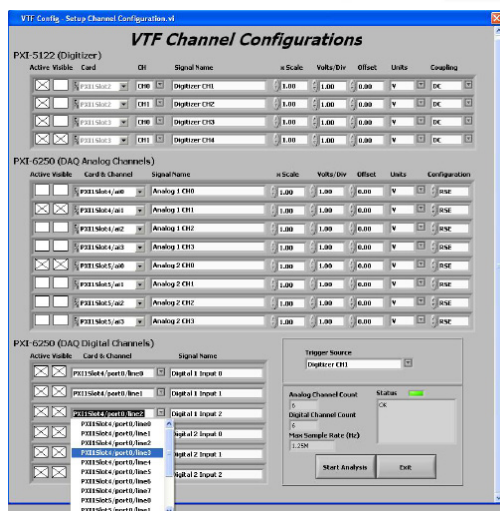 VTF Config - Setup Channel Configuration.vi
VTF Channel Configurations
PXI-5122 (Digitizer)
Active Visible Card CH Signal Name x Scale Volts/Div Offset Units Coupling
PXI1Slot2 CH0 Digitizer CH1 1.00 1.00 0.00 V DC
PXI1Slot2 CH1 Digitizer CH2 1.00 1.00 0.00 V DC
PXI1Slot3 CH0 Digitizer CH3 1.00 1.00 0.00 V DC
PXI1Slot3 CH1 Digitizer CH4 1.00 1.00 0.00 V DC
PXI-6250 (DAQ Analog Channels)
Active Visible Card & Channel Signal Name x Scale Volts/Div Offset Units Configuration
PXI1Slot4/ai0 Analog 1 CH0 1.00 1.00 0.00 V RSE
PXI1Slot4/ai1 Analog 1 CH1 1.00 1.00 0.00 V RSE
PXI1Slot4/ai2 Analog 1 CH2 1.00 1.00 0.00 V RSE
PXI1Slot4/ai3 Analog 1 CH3 1.00 1.00 0.00 V RSE
PXI1Slot5/ai0 Analog 2 CH0 1.00 1.00 0.00 V RSE
PXI1Slot5/ai1 Analog 2 CH1 1.00 1.00 0.00 V RSE
PXI1Slot5/ai2 Analog 2 CH2 1.00 1.00 0.00 V RSE
PXI1Slot5/ai3 Analog 2 CH3 1.00 1.00 0.00 V RSE
PXI-6250 (DAQ Digital Channels)
Active Visible Card & Channel Signal Name
PXI1Slot4/port0/line0 Digital 1 Input 0
PXI1Slot4/port0/line1 Digital 1 Input 1
PXI1Slot4/port0/line2 Digital 1 Input 2
PXI1Slot4/port0/line0
PXI1Slot4/port0/line1
PXI1Slot4/port0/line2
PXI1Slot4/port0/line3
PXI1Slot4/port0/line4
PXI1Slot4/port0/line5
PXI1Slot4/port0/line6
PXI1Slot4/port0/line7
PXI1Slot5/port0/line0
PXI1Slot5/port0/line1
Digital 2 Input 0
Digital 2 Input 1
Digital 2 Input 2
Trigger Source
Digitizer CH1
Analog Channel Count
6
Digital Channel Count
6
Max Sample Rate (Hz)
1.25M
Status
OK
Start Analysis
Exit